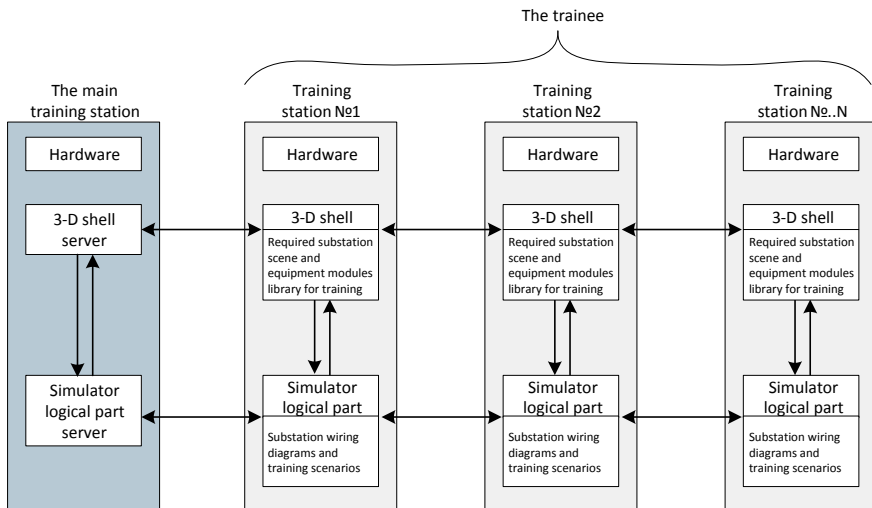 The trainee
The main
training station
Hardware
3-D shell
server
Simulator
logical part
server
Training
station №1
Hardware
3-D shell
Required substation
scene and
equipment modules
library for training
Simulator
logical part
Substation wiring
diagrams and
training scenarios
Training
station №2
Hardware
3-D shell
Required substation
scene and
equipment modules
library for training
Simulator
logical part
Substation wiring
diagrams and
training scenarios
Training
station №..N
Hardware
3-D shell
Required substation
scene and
equipment modules
library for training
Simulator
logical part
Substation wiring
diagrams and
training scenarios